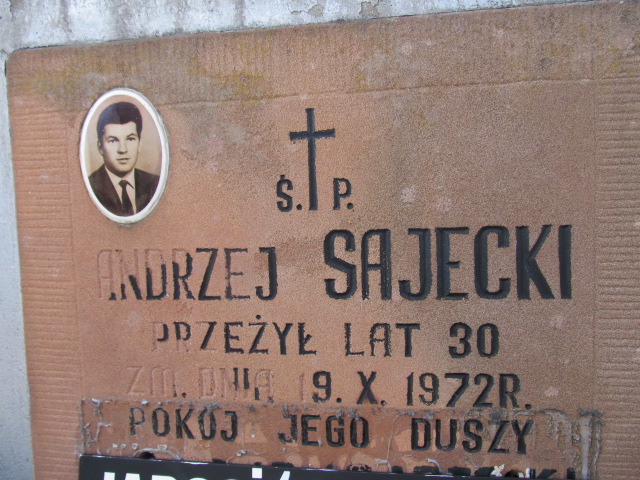 Ś. P.
ANDRZEJ SAJECKI
PRZEŻYŁ LAT 30
ZM. DNIA 19. X. 1972R.
POKÓJ JEGO DUSZY